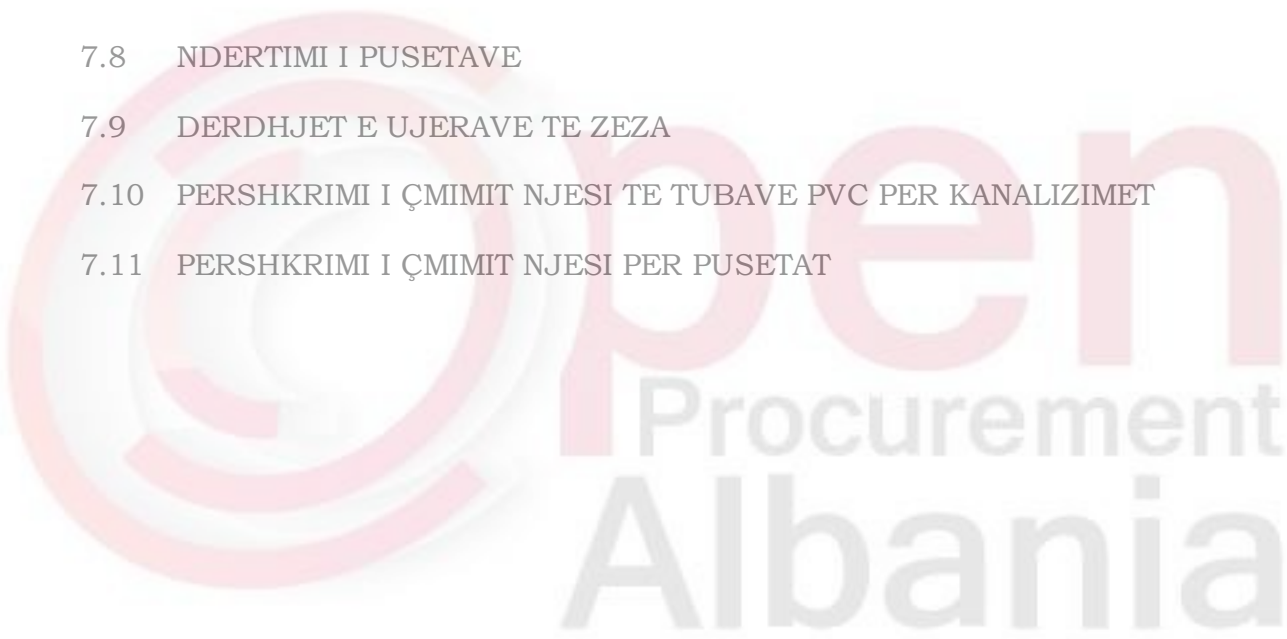 7.8 NDERTIMI I PUSETAVE
7.9 DERDHJET E UJERAVE TE ZEZA
7.10 PERSHKRIMI I ÇMIMIT NJESI TE TUBAVE PVC PER KANALIZIMET
7.11 PERSHKRIMI I ÇMIMIT NJESI PER PUSETAT
Open
Procurement
Albania